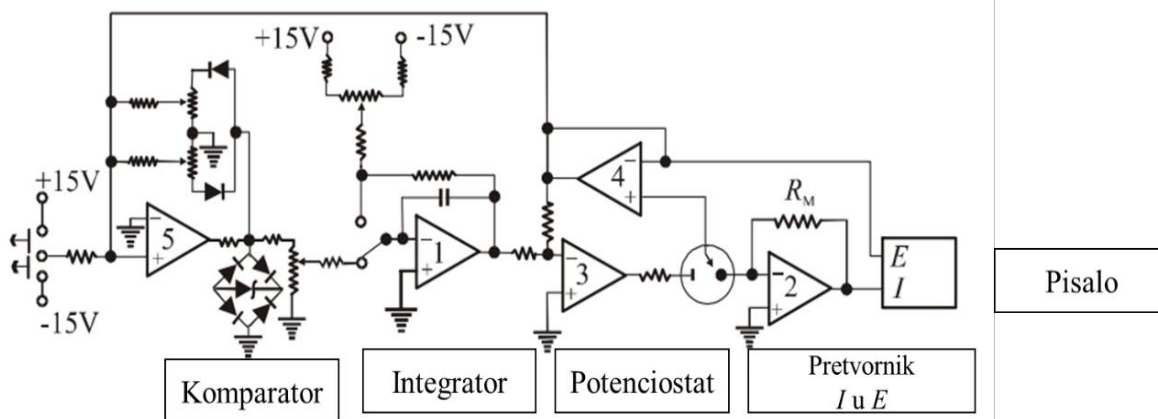 +15V
-15V
+15V
-15V
5
-
+
1
-
+
4
-
+
3
-
+
2
-
+
R_M
E
I
Komparator
Integrator
Potenciostat
Pretvornik
I u E
Pisalo